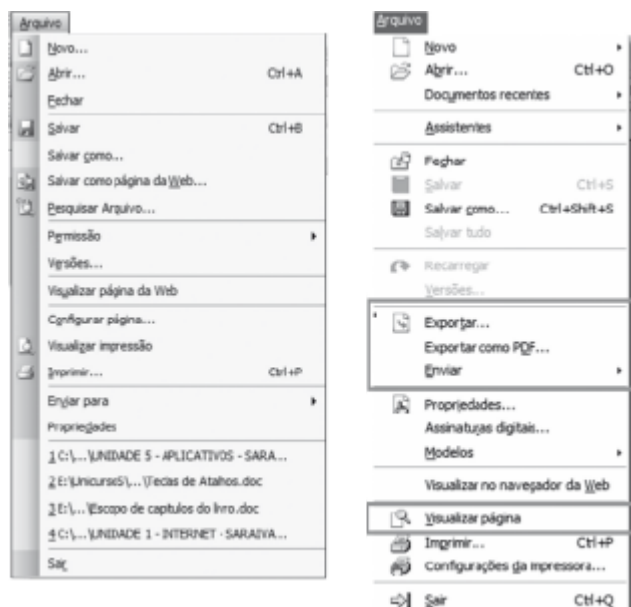 Arquivo
Novo...
Abrir... Ctrl+A
Fechar
Salvar Ctrl+B
Salvar como...
Salvar como página da Web...
Pesquisar Arquivo...
Permissão
Versões...
Visualizar página da Web
Configurar página...
Visualizar impressão
Imprimir... Ctrl+P
Enviar para
Propriedades
1 C:\...\UNIDADE 5 - APLICATIVOS - SARA...
2 E:\UnicursoS\...\Teclas de Atalhos.doc
3 E:\...\Escopo de captulos do livro.doc
4 C:\...\UNIDADE 1 - INTERNET - SARAIVA...
Sair
Arquivo
Novo
Abrir... Ctrl+O
Documentos recentes
Assistentes
Fechar
Salvar Ctrl+S
Salvar como... Ctrl+Shift+S
Salvar tudo
Recarregar
Versões...
Exportar...
Exportar como PDF...
Enviar
Propriedades...
Assinaturas digitais...
Modelos
Visualizar no navegador da Web
Visualizar página
Imprimir... Ctrl+P
Configurações da impressora...
Sair Ctrl+Q